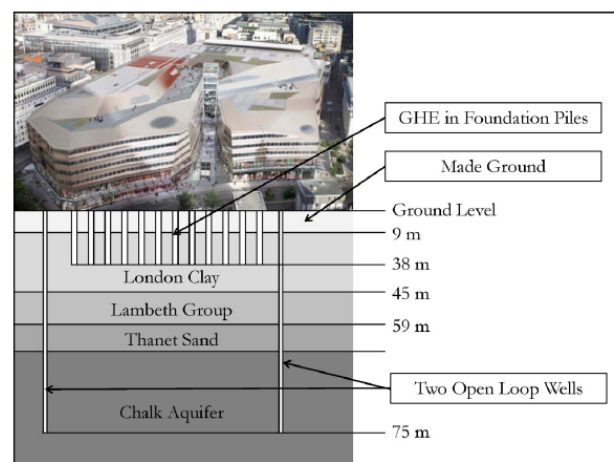 GHE in Foundation Piles
Made Ground
Ground Level
9 m
38 m
London Clay
45 m
Lambeth Group
59 m
Thanet Sand
Two Open Loop Wells
Chalk Aquifer
75 m